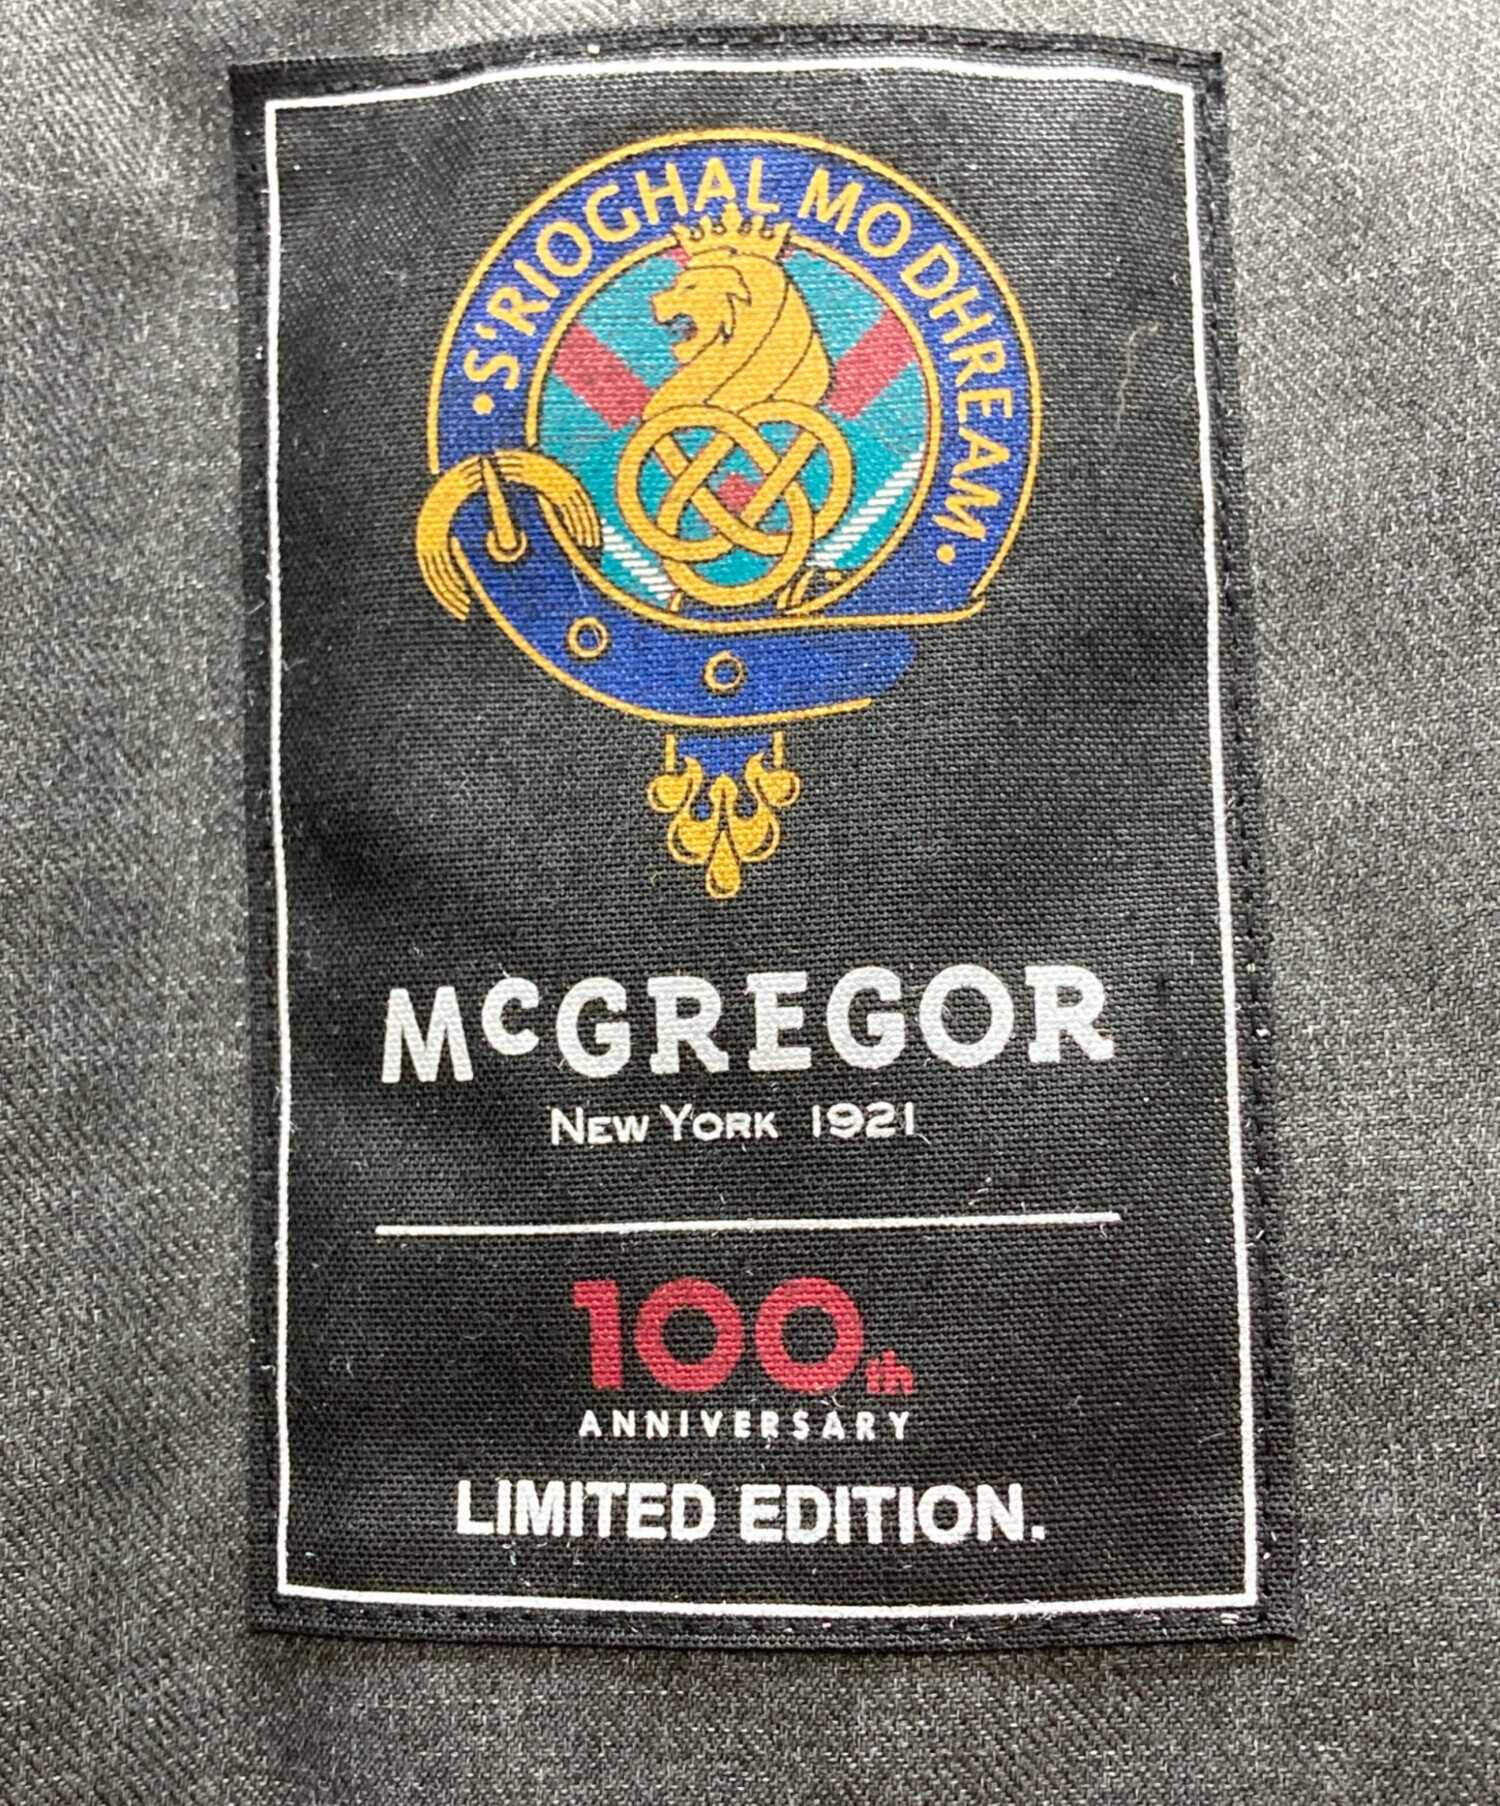 ·S'RIOGHAL MO DHREAM·
McGREGOR
NEW YORK 1921
100th
ANNIVERSARY
LIMITED EDITION.